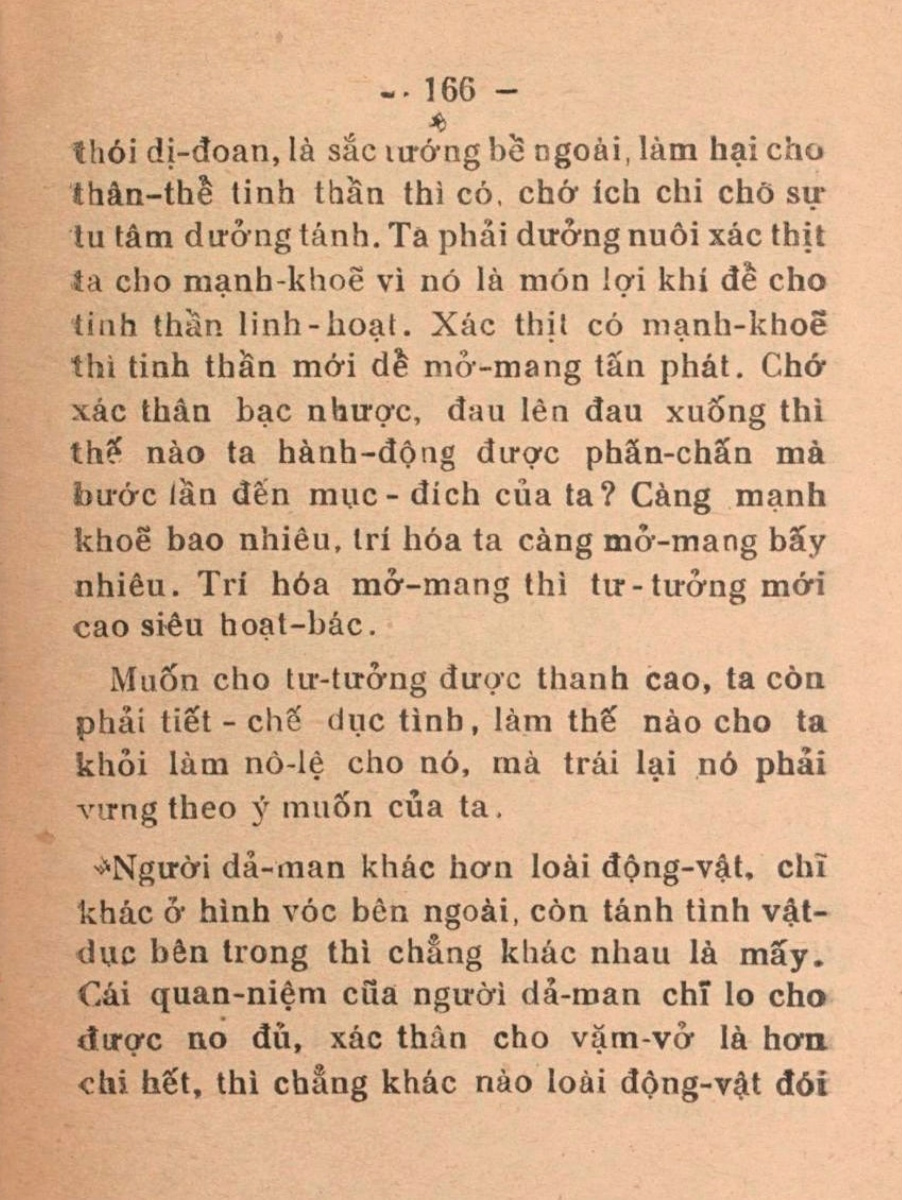 -. 166 -
thói dị-đoan, là sắc tướng bề ngoài, làm hại cho
thân-thể tinh thần thì có, chớ ích chi chõ sự
tu tâm dưởng tánh. Ta phải dưởng nuôi xác thịt
ta cho mạnh-khoẽ vì nó là món lợi khí để cho
tinh thần linh-hoạt. Xác thịt có mạnh-khoẽ
thì tinh thần mới dể mở-mang tấn phát. Chớ
xác thân bạc nhược, đau lên đau xuống thì
thế nào ta hành-động được phấn-chấn mà
bước lần đến mục-đích của ta? Càng mạnh
khoẽ bao nhiêu, trí hóa ta càng mở-mang bấy
nhiêu. Trí hóa mở-mang thì tư-tưởng mới
cao siêu hoạt-bác.
Muốn cho tư-tưởng được thanh cao, ta còn
phải tiết-chế dục tình, làm thế nào cho ta
khỏi làm nô-lệ cho nó, mà trái lại nó phải
vưng theo ý muốn của ta.
Người dả-man khác hơn loài động-vật, chĩ
khác ở hình vóc bên ngoài, còn tánh tình vật-
dục bên trong thì chẳng khác nhau là mấy.
Cái quan-niệm cũa người dả-man chĩ lo cho
được no đủ, xác thân cho vặm-vở là hơn
chi hết, thì chẳng khác nào loài động-vật đói